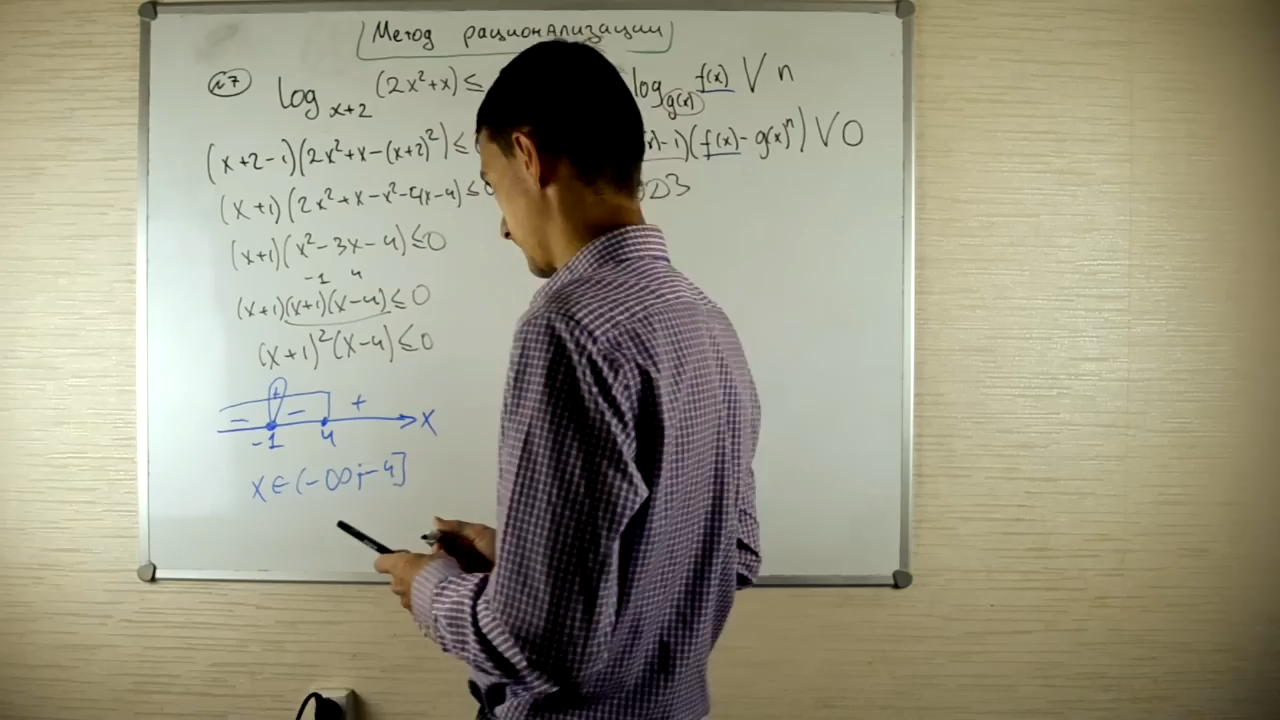 Метод рационализации
№7 log_{x+2} (2x²+x) ≤
log_{g(x)} f(x) ∨ n
(x+2-1)(2x²+x-(x+2)²) ≤
-1)(f(x)-g(x)ⁿ) ∨ 0
(x+1)(2x²+x-x²-4x-4) ≤ 0
ОДЗ
(x+1)(x²-3x-4) ≤ 0
-1 4
(x+1)(x+1)(x-4) ≤ 0
(x+1)²(x-4) ≤ 0
- - +
-1 4 X
x ∈ (-∞; -4]